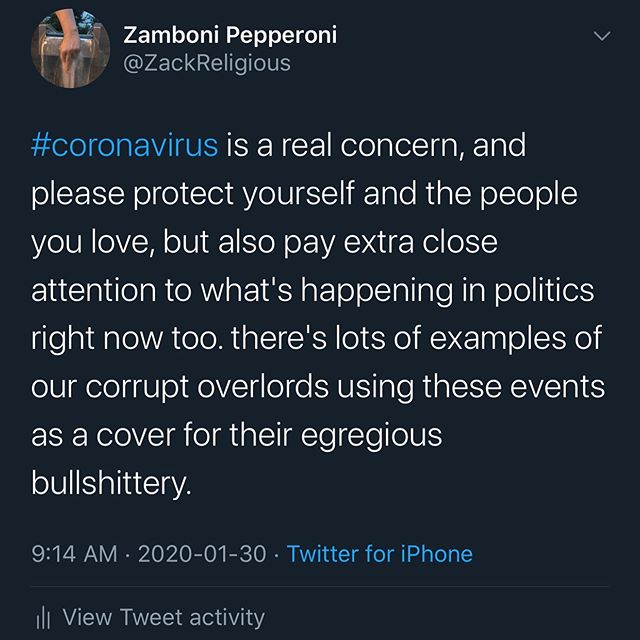 Zamboni Pepperoni
@ZackReligious
#coronavirus is a real concern, and
please protect yourself and the people
you love, but also pay extra close
attention to what's happening in politics
right now too. there's lots of examples of
our corrupt overlords using these events
as a cover for their egregious
bullshittery.
9:14 AM · 2020-01-30 · Twitter for iPhone
View Tweet activity